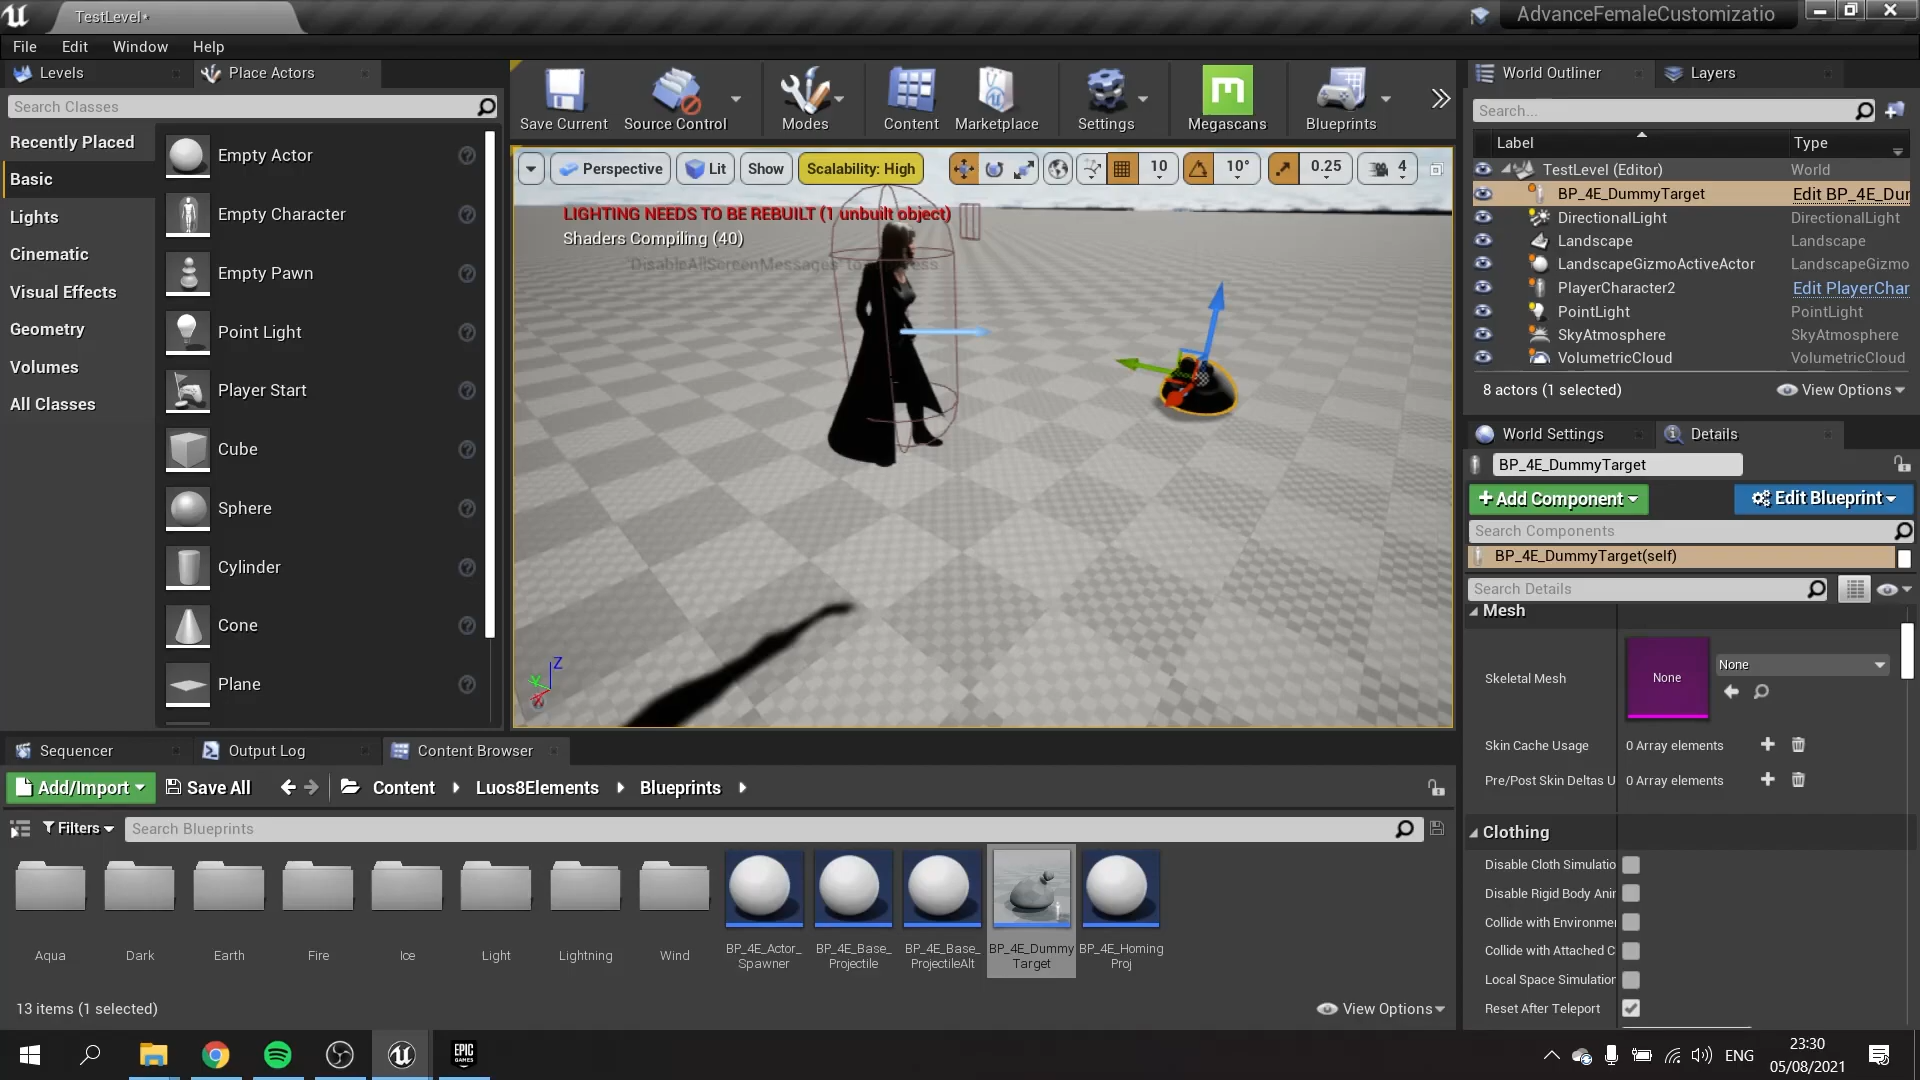 TestLevel*
AdvanceFemaleCustomizatio
File Edit Window Help
Levels
Place Actors
Search Classes
Recently Placed
Basic
Lights
Cinematic
Visual Effects
Geometry
Volumes
All Classes
Empty Actor
Empty Character
Empty Pawn
Point Light
Player Start
Cube
Sphere
Cylinder
Cone
Plane
Save Current
Source Control
Modes
Content
Marketplace
Settings
Megascans
Blueprints
Perspective
Lit
Show
Scalability: High
10
10°
0.25
4
LIGHTING NEEDS TO BE REBUILT (1 unbuilt object)
Shaders Compiling (40)
'DisableAllScreenMessages' to
Z
World Outliner
Layers
Search...
Label Type
TestLevel (Editor) World
BP_4E_DummyTarget Edit BP_4E_Dur
DirectionalLight DirectionalLight
Landscape Landscape
LandscapeGizmoActiveActor LandscapeGizmo
PlayerCharacter2 Edit PlayerChar
PointLight PointLight
SkyAtmosphere SkyAtmosphere
VolumetricCloud VolumetricCloud
8 actors (1 selected)
View Options
World Settings
Details
BP_4E_DummyTarget
Add Component
Edit Blueprint
Search Components
BP_4E_DummyTarget(self)
Search Details
Mesh
Skeletal Mesh
None
None
Skin Cache Usage 0 Array elements
Pre/Post Skin Deltas U 0 Array elements
Clothing
Disable Cloth Simulatio
Disable Rigid Body Ani
Collide with Environme
Collide with Attached C
Local Space Simulation
Reset After Teleport
Sequencer
Output Log
Content Browser
Add/Import
Save All
Content
Luos8Elements
Blueprints
Filters
Search Blueprints
Aqua
Dark
Earth
Fire
Ice
Light
Lightning
Wind
BP_4E_Actor_
Spawner
BP_4E_Base_
Projectile
BP_4E_Base_
ProjectileAlt
BP_4E_Dummy
Target
BP_4E_Homing
Proj
13 items (1 selected)
View Options
EPIC
GAMES
ENG
23:30
05/08/2021